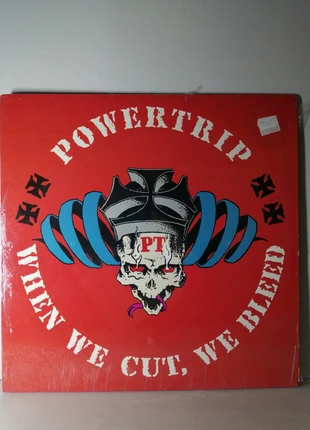 POWERTRIP
PT
WHEN WE CUT, WE BLEED